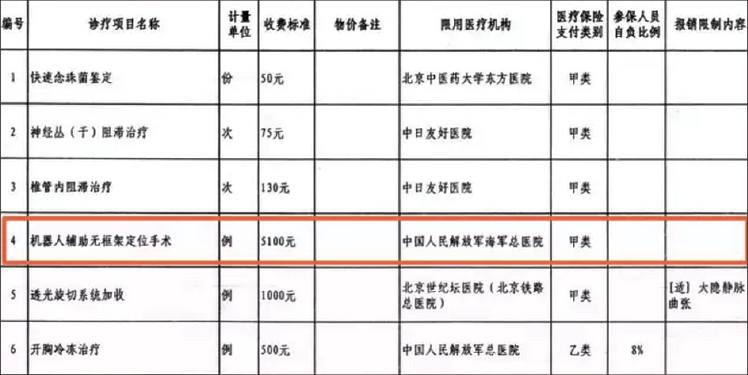 编号 诊疗项目名称 计量单位 收费标准 物价备注 限用医疗机构 医疗保险支付类别 参保人员自负比例 报销限制内容
1 快速念珠菌鉴定 份 50元 北京中医药大学东方医院 甲类
2 神经丛（干）阻滞治疗 次 75元 中日友好医院 甲类
3 椎管内阻滞治疗 次 130元 中日友好医院 甲类
4 机器人辅助无框架定位手术 例 5100元 中国人民解放军海军总医院 甲类
5 透光旋切系统加收 例 1000元 北京世纪坛医院（北京铁路总医院） 甲类 [适] 大隐静脉曲张
6 开胸冷冻治疗 例 500元 中国人民解放军总医院 乙类 8%